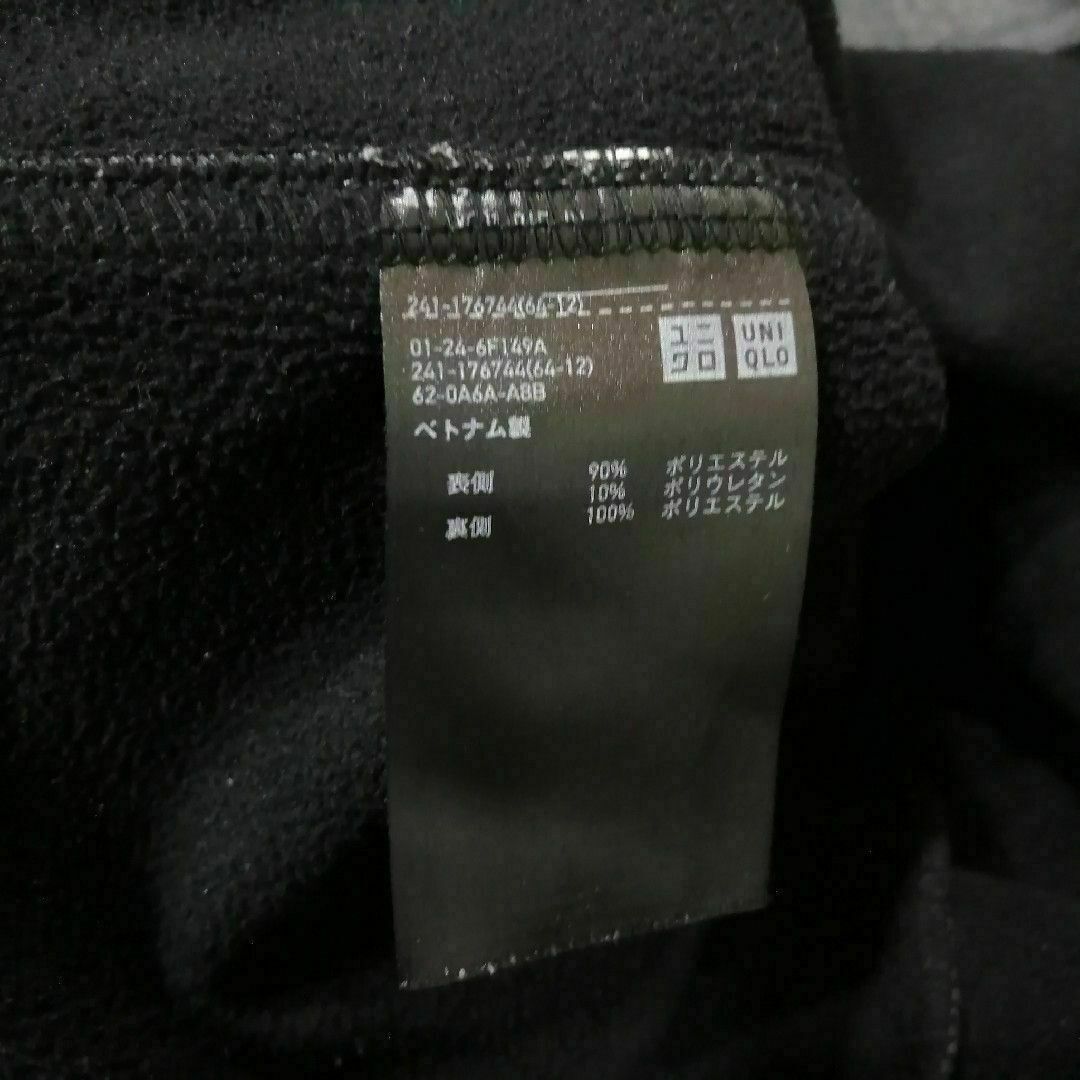 241-176744(64-12)
ユニ
クロ
UNI
QLO
01-24-6F149A
241-176744(64-12)
62-0A6A-A8B
ベトナム製
表側 90% ポリエステル
10% ポリウレタン
裏側 100% ポリエステル